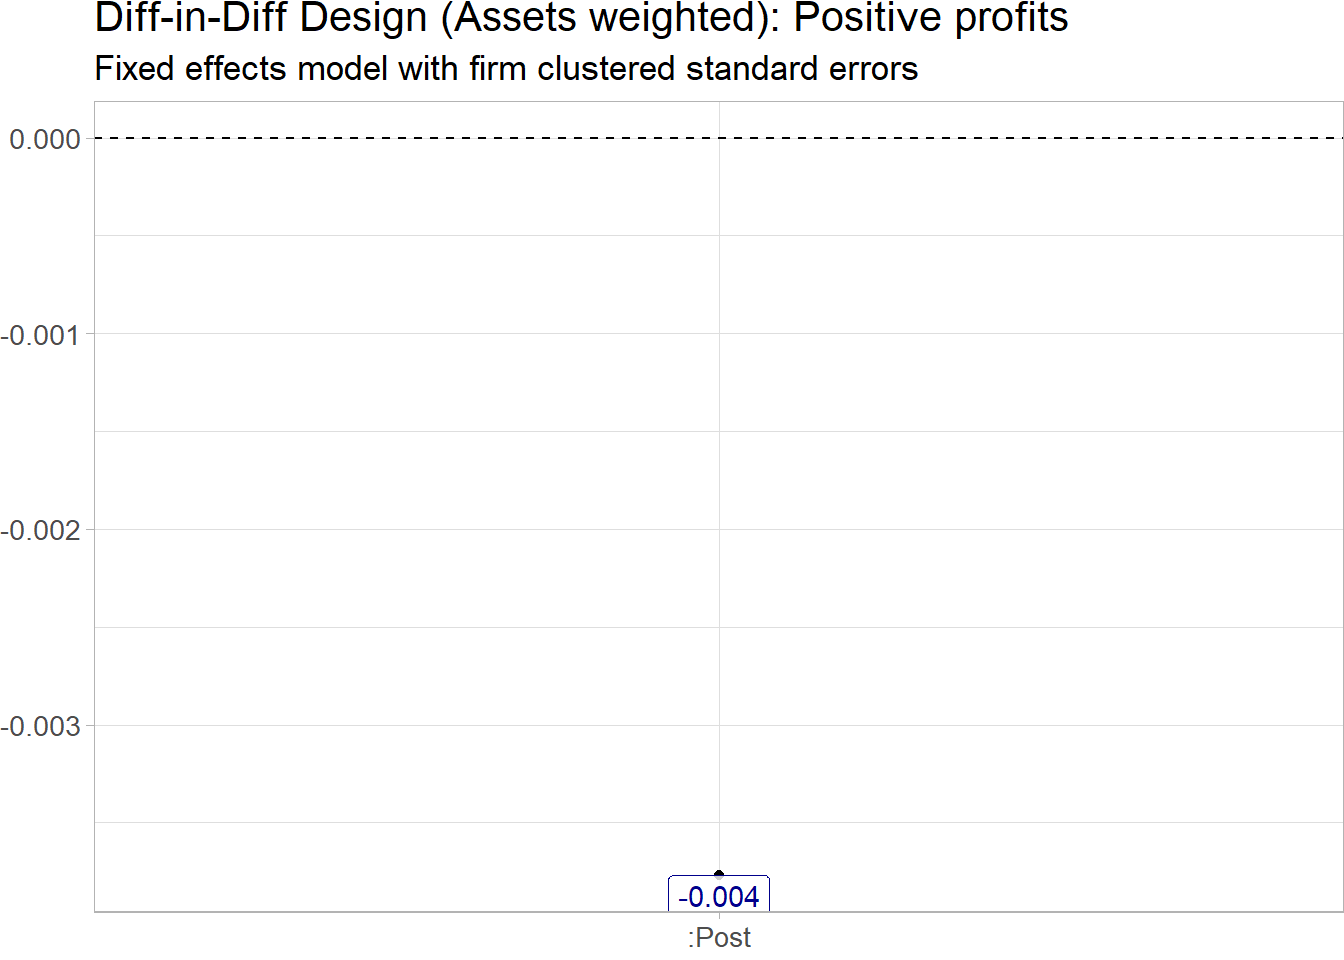 Diff-in-Diff Design (Assets weighted): Positive profits
Fixed effects model with firm clustered standard errors
0.000
-0.001
-0.002
-0.003
-0.004
:Post